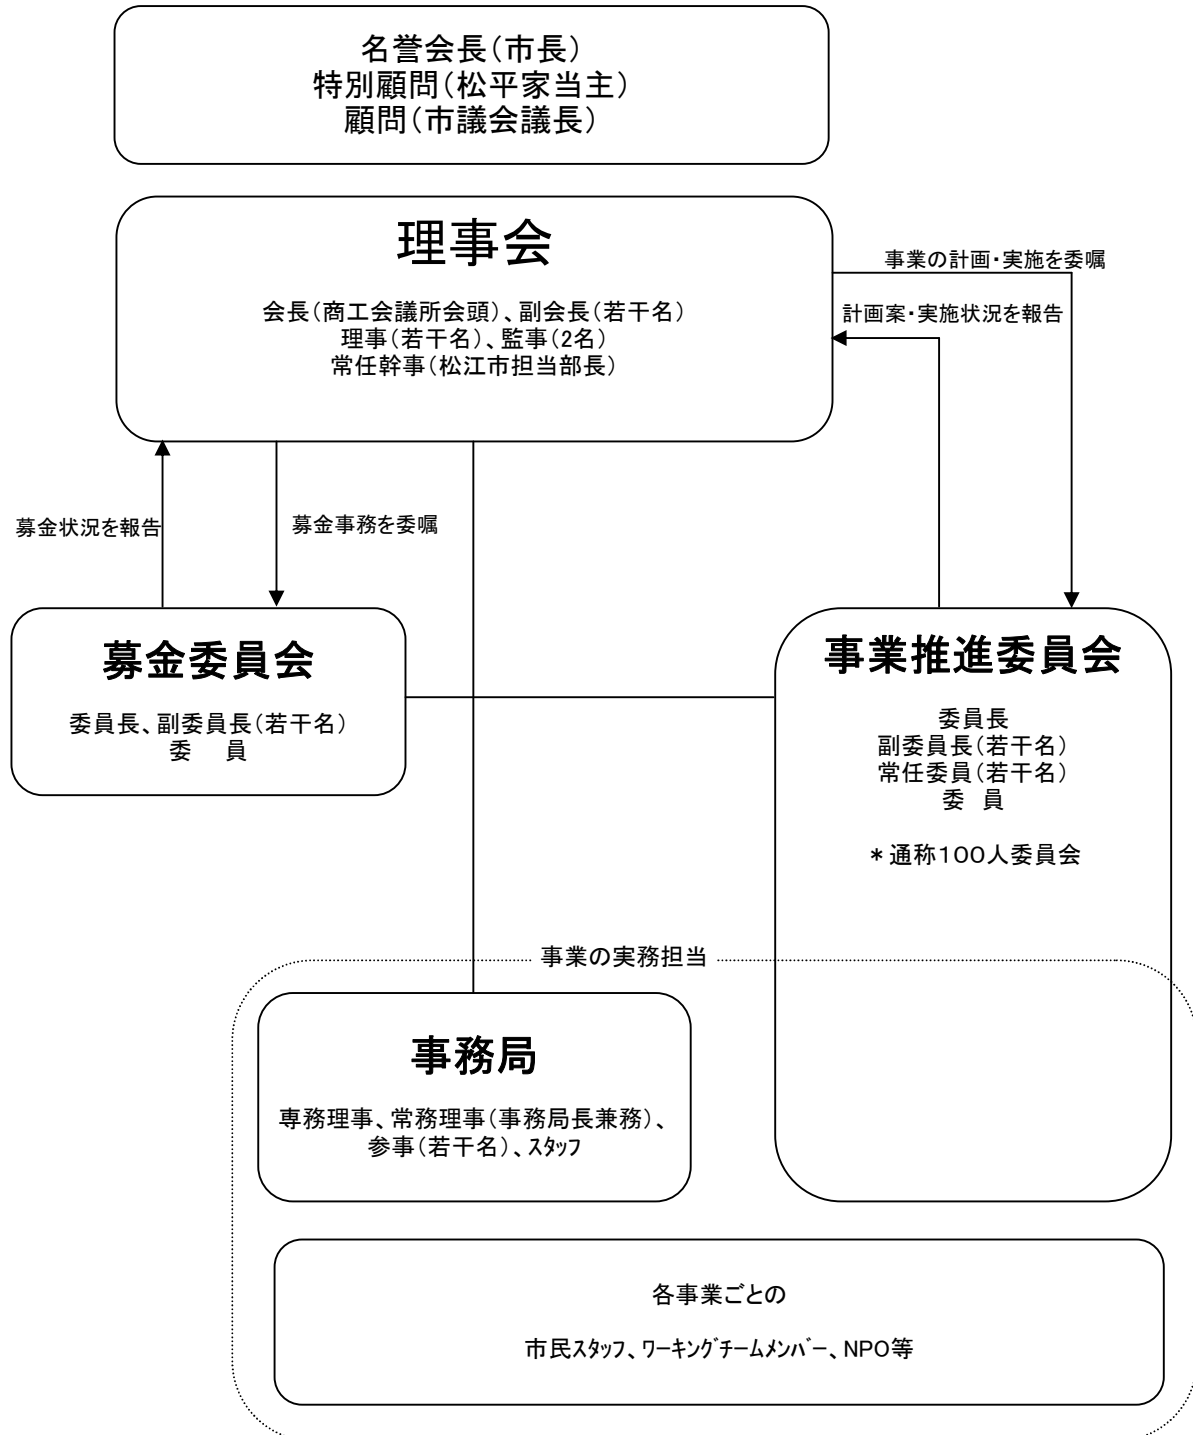 名誉会長(市長)
特別顧問(松平家当主)
顧問(市議会議長)
理事会
会長(商工会議所会頭)、副会長(若干名)
理事(若干名)、監事(2名)
常任幹事(松江市担当部長)
事業の計画・実施を委嘱
計画案・実施状況を報告
募金状況を報告
募金事務を委嘱
募金委員会
委員長、副委員長(若干名)
委 員
事業推進委員会
委員長
副委員長(若干名)
常任委員(若干名)
委 員
*通称100人委員会
事業の実務担当
事務局
専務理事、常務理事(事務局長兼務)、
参事(若干名)、スタッフ
各事業ごとの
市民スタッフ、ワーキングチームメンバー、NPO等